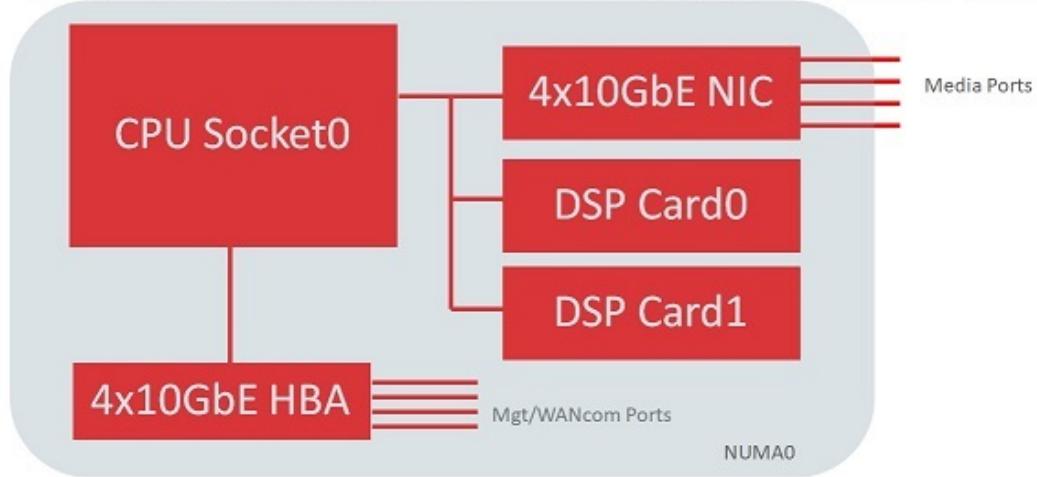 CPU Socket0
4x10GbE NIC
Media Ports
DSP Card0
DSP Card1
4x10GbE HBA
Mgt/WANcom Ports
NUMA0